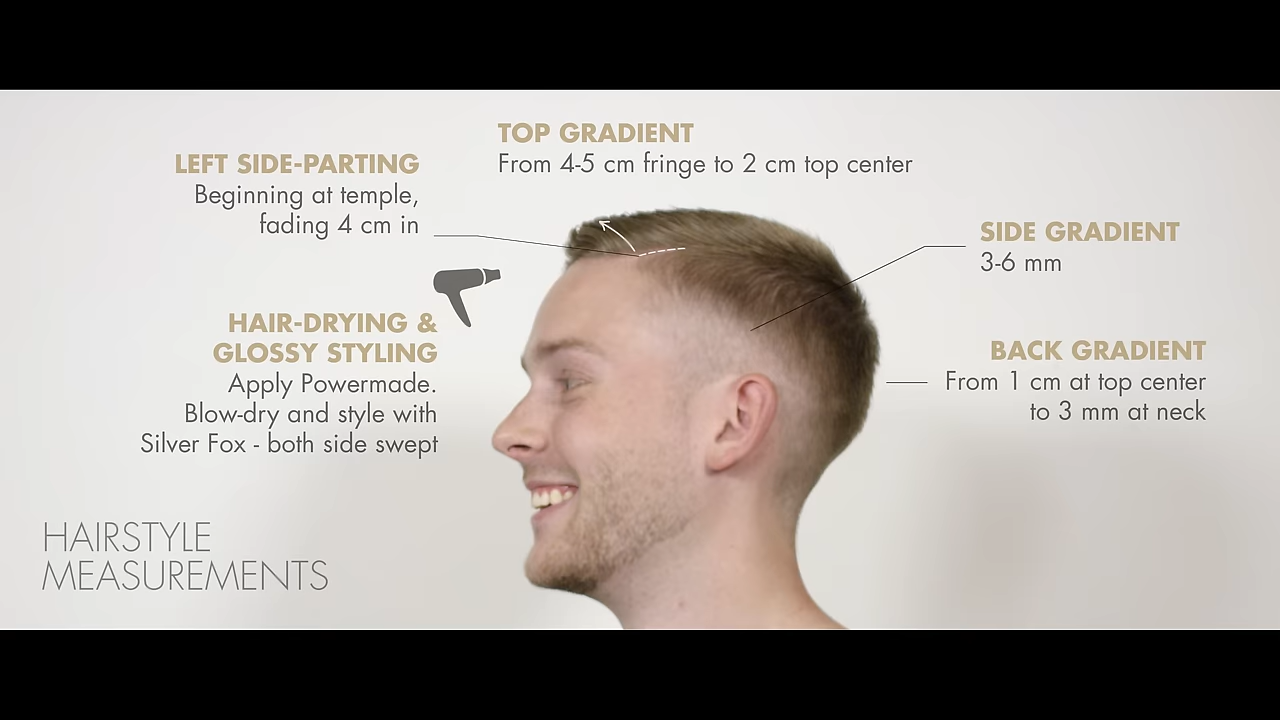 TOP GRADIENT
From 4-5 cm fringe to 2 cm top center
LEFT SIDE-PARTING
Beginning at temple,
fading 4 cm in
SIDE GRADIENT
3-6 mm
HAIR-DRYING &
GLOSSY STYLING
Apply Powermade.
Blow-dry and style with
Silver Fox - both side swept
BACK GRADIENT
From 1 cm at top center
to 3 mm at neck
HAIRSTYLE
MEASUREMENTS